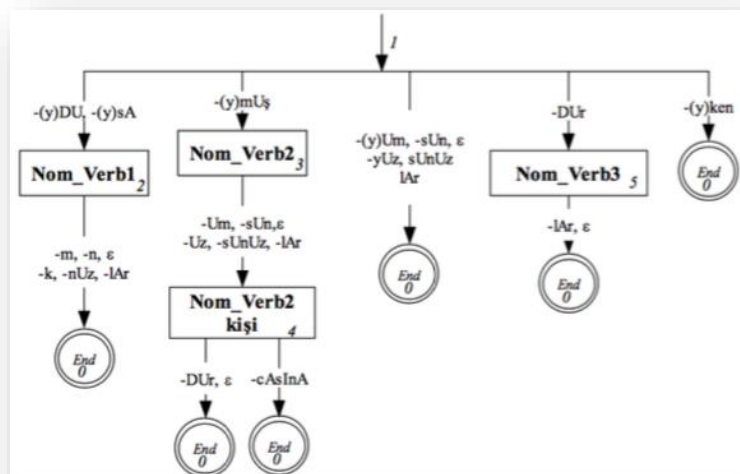 1
-(y)DU, -(y)sA
-(y)mUş
-(y)Um, -sUn, ε
-yUz, sUnUz
lAr
-DUr
-(y)ken
Nom_Verb1 2
Nom_Verb2 3
Nom_Verb3 5
End
0
-m, -n, ε
-k, -nUz, -lAr
-Um, -sUn,ε
-Uz, -sUnUz, -lAr
-lAr, ε
End
0
End
0
End
0
Nom_Verb2
kişi 4
-DUr, ε
-cAsInA
End
0
End
0